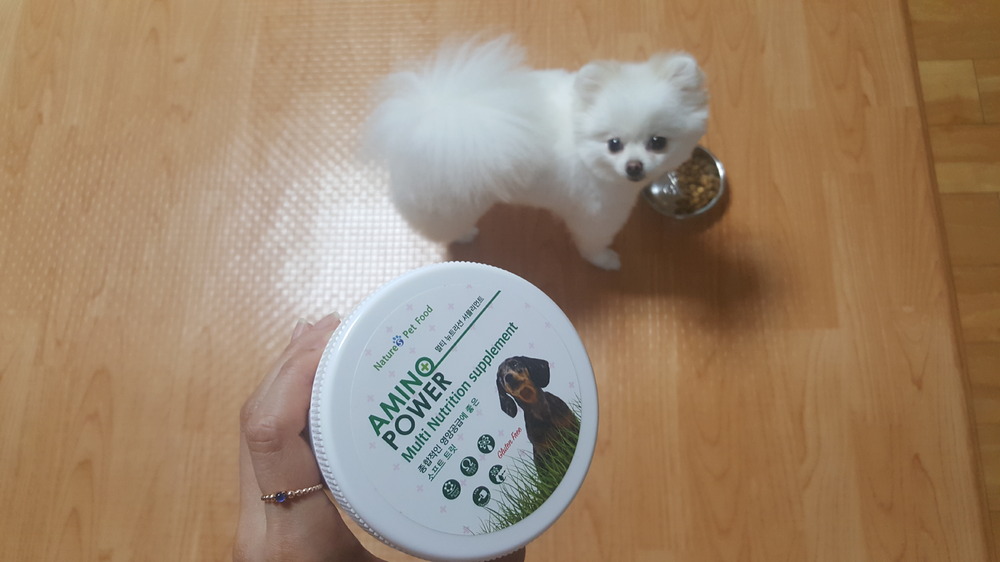 Nature's Pet Food
멀티 뉴트리션 서플리먼트
AMINO
POWER
Multi Nutrition supplement
종합적인 영양공급에 좋은
소프트 트릿
Gluten Free